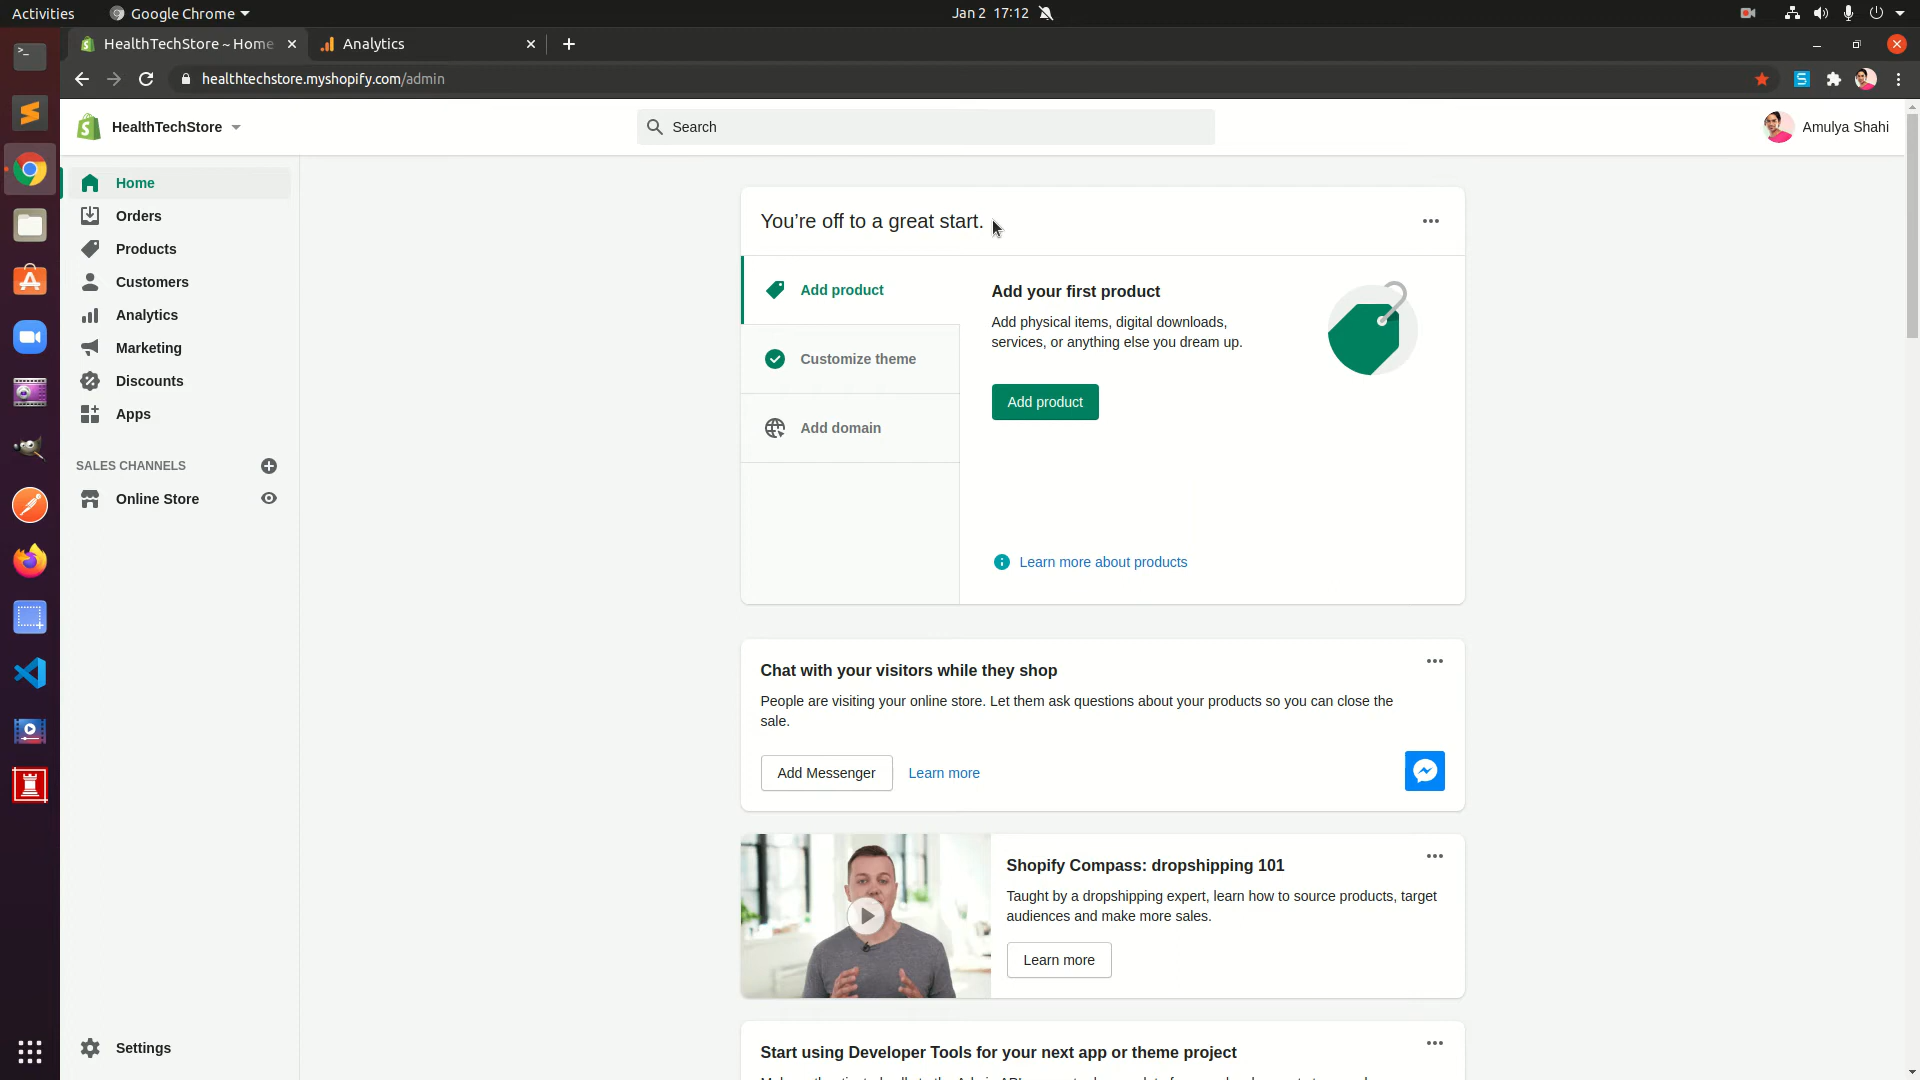 Activities
Google Chrome
Jan 2 17:12
HealthTechStore ~ Home
Analytics
healthtechstore.myshopify.com/admin
HealthTechStore
Search
Amulya Shahi
Home
Orders
Products
Customers
Analytics
Marketing
Discounts
Apps
SALES CHANNELS
Online Store
Settings
You’re off to a great start.
Add product
Customize theme
Add domain
Add your first product
Add physical items, digital downloads,
services, or anything else you dream up.
Add product
Learn more about products
Chat with your visitors while they shop
People are visiting your online store. Let them ask questions about your products so you can close the
sale.
Add Messenger
Learn more
Shopify Compass: dropshipping 101
Taught by a dropshipping expert, learn how to source products, target
audiences and make more sales.
Learn more
Start using Developer Tools for your next app or theme project